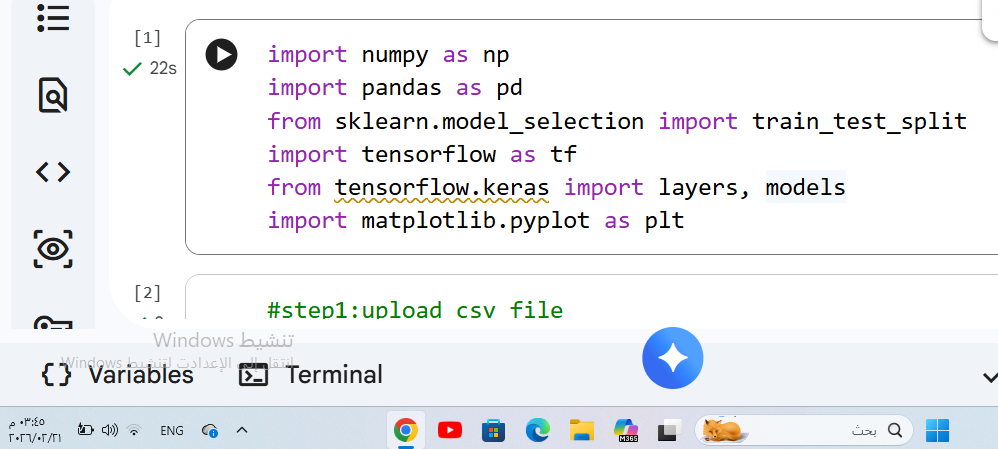 [1]
22s
import numpy as np
import pandas as pd
from sklearn.model_selection import train_test_split
import tensorflow as tf
from tensorflow.keras import layers, models
import matplotlib.pyplot as plt
[2]
#step1:upload csv file
تنشيط Windows
انتقل إلى الإعدادت لتنشيط Windows
Variables
Terminal
٠٣:٤٥ م
٢٠٢٦/٠٢/٢١
ENG
M365
بحث